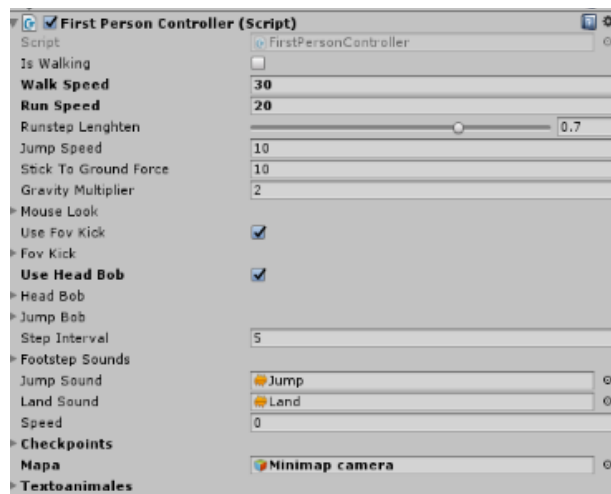 First Person Controller (Script)
Script FirstPersonController
Is Walking
Walk Speed 30
Run Speed 20
Runstep Lenghten 0.7
Jump Speed 10
Stick To Ground Force 10
Gravity Multiplier 2
Mouse Look
Use Fov Kick
Fov Kick
Use Head Bob
Head Bob
Jump Bob
Step Interval 5
Footstep Sounds
Jump Sound Jump
Land Sound Land
Speed 0
Checkpoints
Mapa Minimap camera
Textoanimales